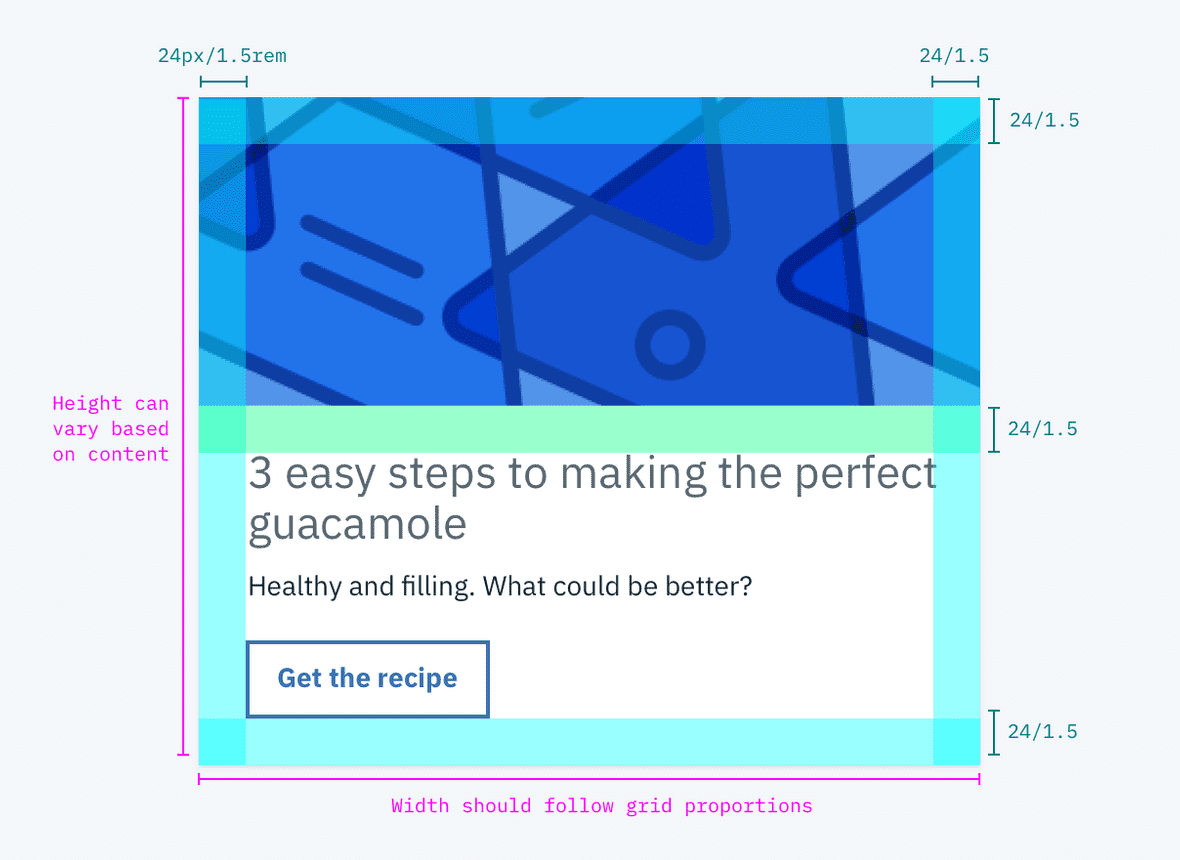 24px/1.5rem
24/1.5
24/1.5
Height can
vary based
on content
24/1.5
3 easy steps to making the perfect
guacamole
Healthy and filling. What could be better?
Get the recipe
24/1.5
Width should follow grid proportions